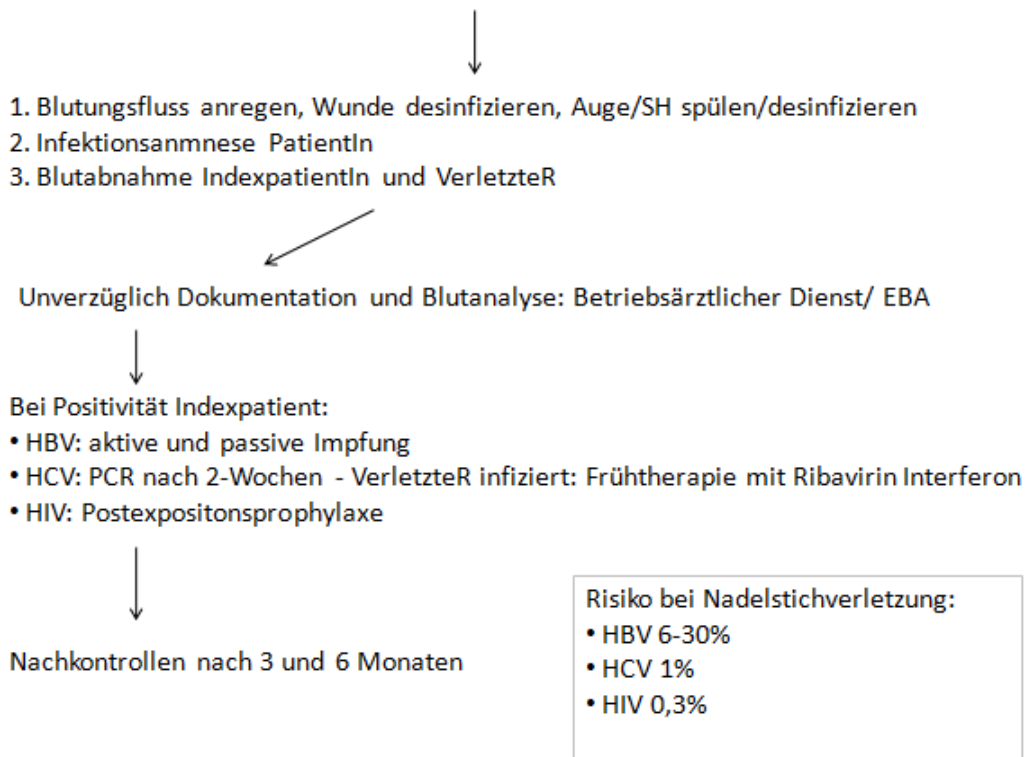 1. Blutungsfluss anregen, Wunde desinfizieren, Auge/SH spülen/desinfizieren
2. Infektionsanmnese PatientIn
3. Blutabnahme IndexpatientIn und VerletzteR
Unverzüglich Dokumentation und Blutanalyse: Betriebsärztlicher Dienst/ EBA
Bei Positivität Indexpatient:
• HBV: aktive und passive Impfung
• HCV: PCR nach 2-Wochen - VerletzteR infiziert: Frühtherapie mit Ribavirin Interferon
• HIV: Postexpositonsprophylaxe
Nachkontrollen nach 3 und 6 Monaten
Risiko bei Nadelstichverletzung:
• HBV 6-30%
• HCV 1%
• HIV 0,3%